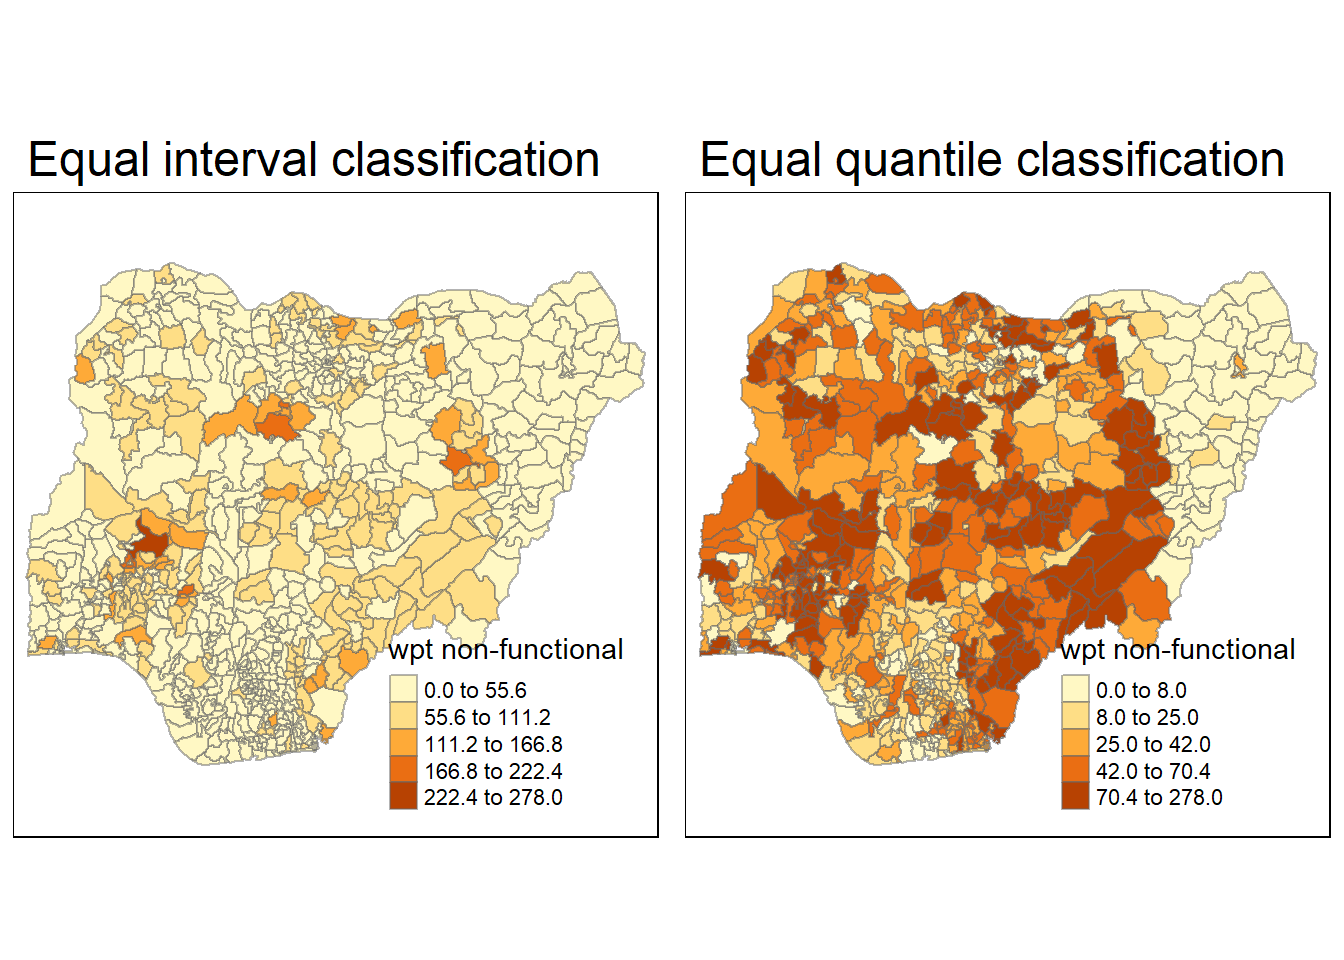 Equal interval classification
wpt non-functional
0.0 to 55.6
55.6 to 111.2
111.2 to 166.8
166.8 to 222.4
222.4 to 278.0
Equal quantile classification
wpt non-functional
0.0 to 8.0
8.0 to 25.0
25.0 to 42.0
42.0 to 70.4
70.4 to 278.0